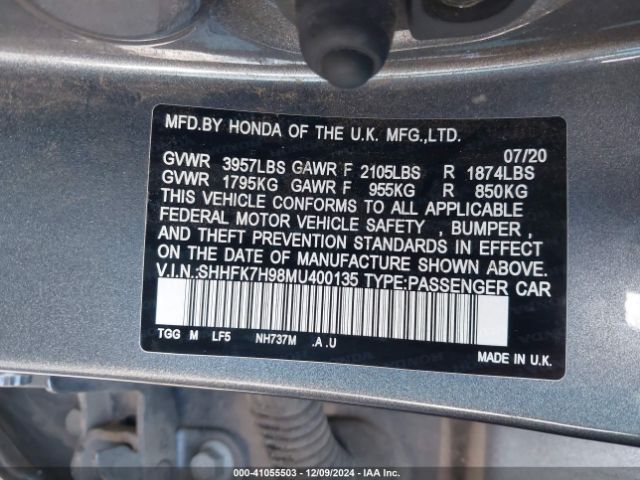 MFD.BY HONDA OF THE U.K. MFG.,LTD.
07/20
GVWR 3957LBS GAWR F 2105LBS R 1874LBS
GVWR 1795KG GAWR F 955KG R 850KG
THIS VEHICLE CONFORMS TO ALL APPLICABLE
FEDERAL MOTOR VEHICLE SAFETY , BUMPER ,
AND THEFT PREVENTION STANDARDS IN EFFECT
ON THE DATE OF MANUFACTURE SHOWN ABOVE.
V.I.N.:SHHFK7H98MU400135 TYPE:PASSENGER CAR
TGG M LF5 NH737M .A .U
MADE IN U.K.
000-41055503 - 12/09/2024 - IAA Inc.